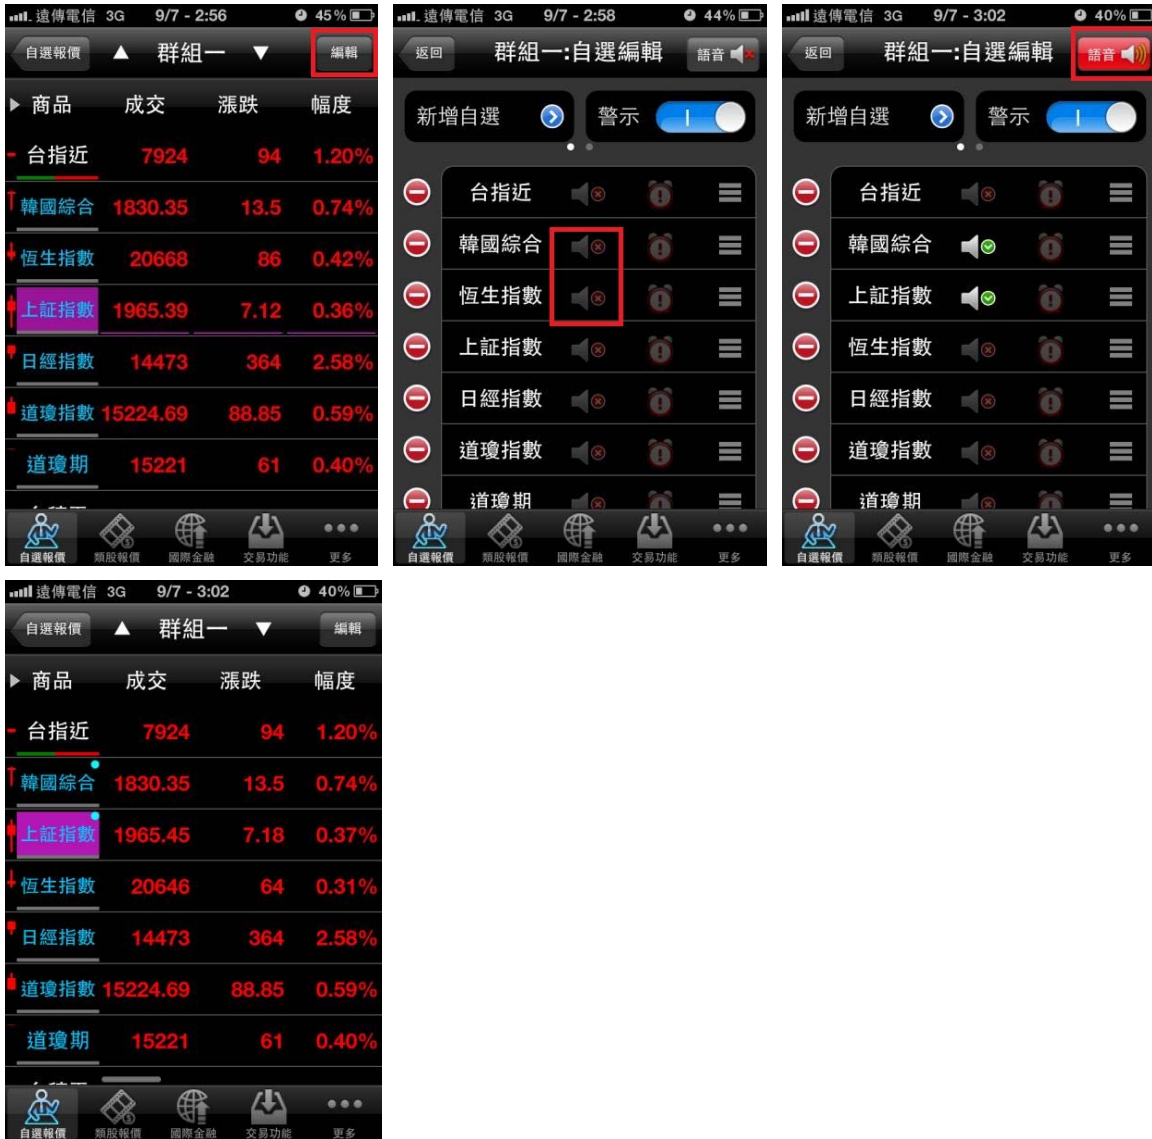 遠傳電信 3G 9/7 - 2:56 45%
自選報價 ▲ 群組一 ▼ 編輯
商品 成交 漲跌 幅度
台指近 7924 94 1.20%
韓國綜合 1830.35 13.5 0.74%
恆生指數 20668 86 0.42%
上証指數 1965.39 7.12 0.36%
日經指數 14473 364 2.58%
道瓊指數 15224.69 88.85 0.59%
道瓊期 15221 61 0.40%
自選報價 類股報價 國際金融 交易功能 更多
遠傳電信 3G 9/7 - 2:58 44%
返回 群組一:自選編輯 語音
新增自選 警示
台指近
韓國綜合
恆生指數
上証指數
日經指數
道瓊指數
道瓊期
自選報價 類股報價 國際金融 交易功能 更多
遠傳電信 3G 9/7 - 3:02 40%
返回 群組一:自選編輯 語音
新增自選 警示
台指近
韓國綜合
上証指數
恆生指數
日經指數
道瓊指數
道瓊期
自選報價 類股報價 國際金融 交易功能 更多
遠傳電信 3G 9/7 - 3:02 40%
自選報價 ▲ 群組一 ▼ 編輯
商品 成交 漲跌 幅度
台指近 7924 94 1.20%
韓國綜合 1830.35 13.5 0.74%
上証指數 1965.45 7.18 0.37%
恆生指數 20646 64 0.31%
日經指數 14473 364 2.58%
道瓊指數 15224.69 88.85 0.59%
道瓊期 15221 61 0.40%
自選報價 類股報價 國際金融 交易功能 更多